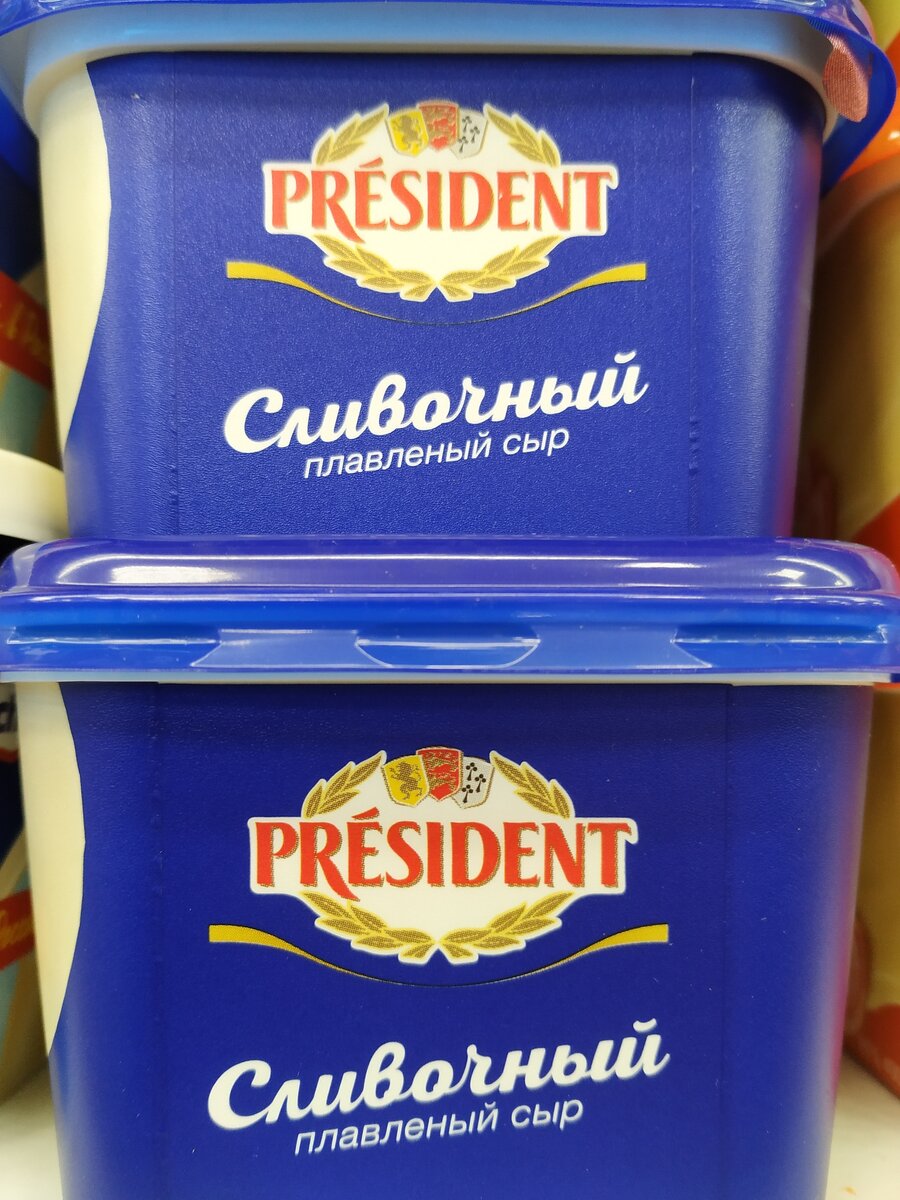 PRÉSIDENT
Сливочный
плавленый сыр
PRÉSIDENT
Сливочный
плавленый сыр